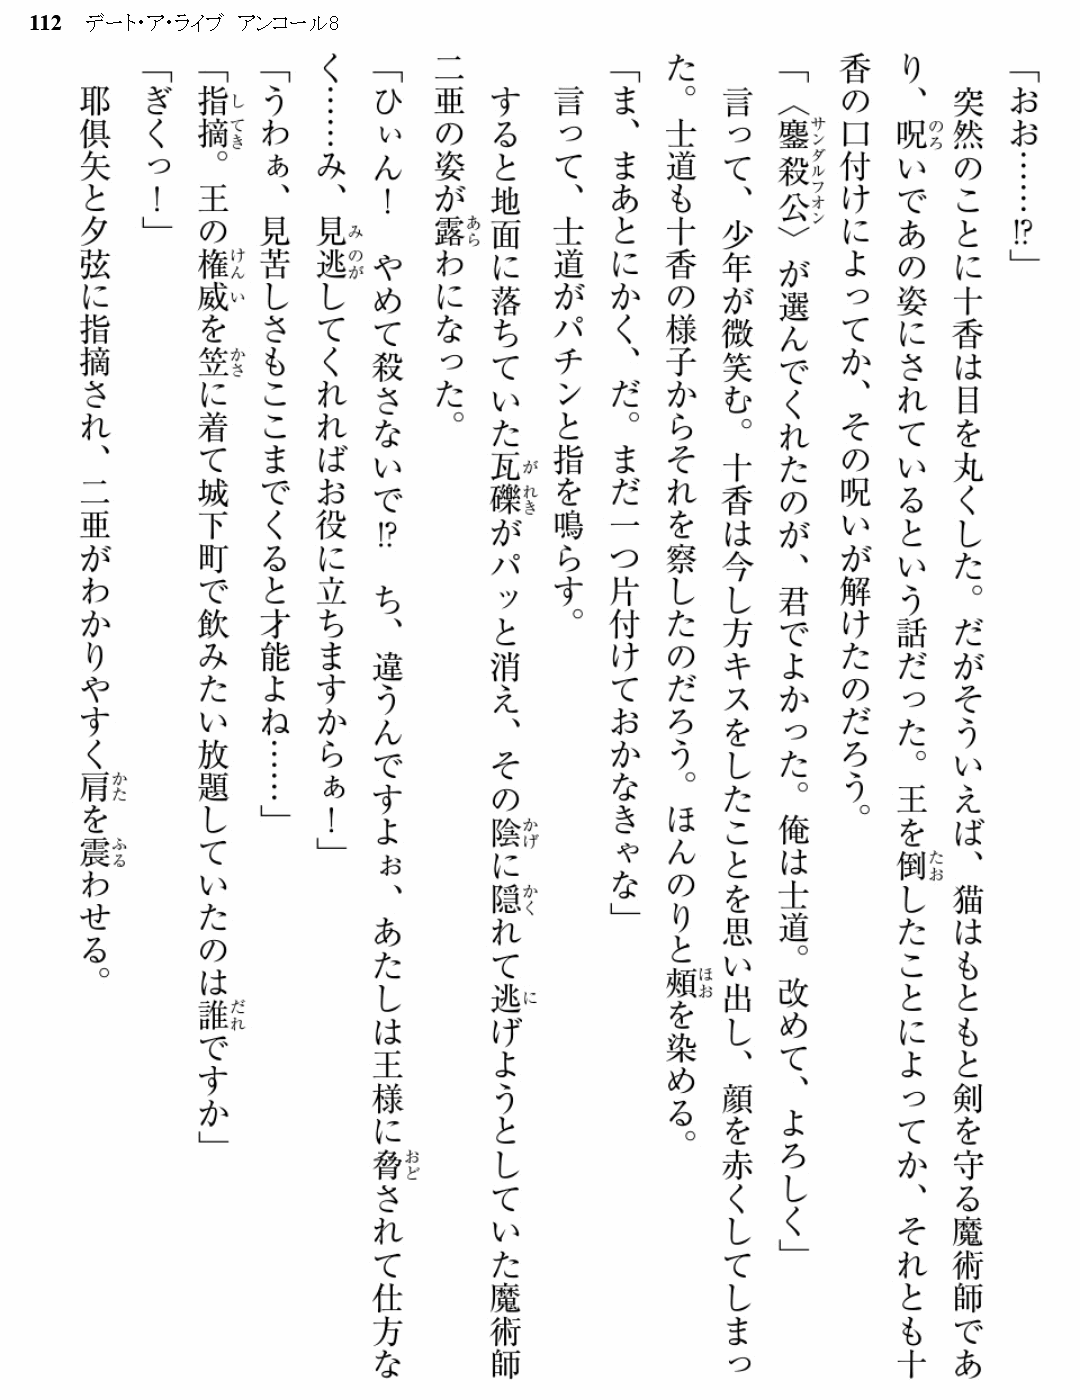 112 デート・ア・ライブ アンコール8
「おお……!?」
　突然のことに十香は目を丸くした。だがそういえば、猫はもともと剣を守る魔術師であ
り、呪いであの姿にされているという話だった。王を倒したことによってか、それとも十
香の口付けによってか、その呪いが解けたのだろう。
「〈鏖殺公〉が選んでくれたのが、君でよかった。俺は士道。改めて、よろしく」
　言って、少年が微笑む。十香は今し方キスをしたことを思い出し、顔を赤くしてしまっ
た。士道も十香の様子からそれを察したのだろう。ほんのりと頰を染める。
「ま、まあとにかく、だ。まだ一つ片付けておかなきゃな」
　言って、士道がパチンと指を鳴らす。
　すると地面に落ちていた瓦礫がパッと消え、その陰に隠れて逃げようとしていた魔術師
二亜の姿が露わになった。
「ひぃん！　やめて殺さないで!?　ち、違うんですよぉ、あたしは王様に脅されて仕方な
く……み、見逃してくれればお役に立ちますからぁ！」
「うわぁ、見苦しさもここまでくると才能よね……」
「指摘。王の権威を笠に着て城下町で飲みたい放題していたのは誰ですか」
「ぎくっ！」
　耶倶矢と夕弦に指摘され、二亜がわかりやすく肩を震わせる。